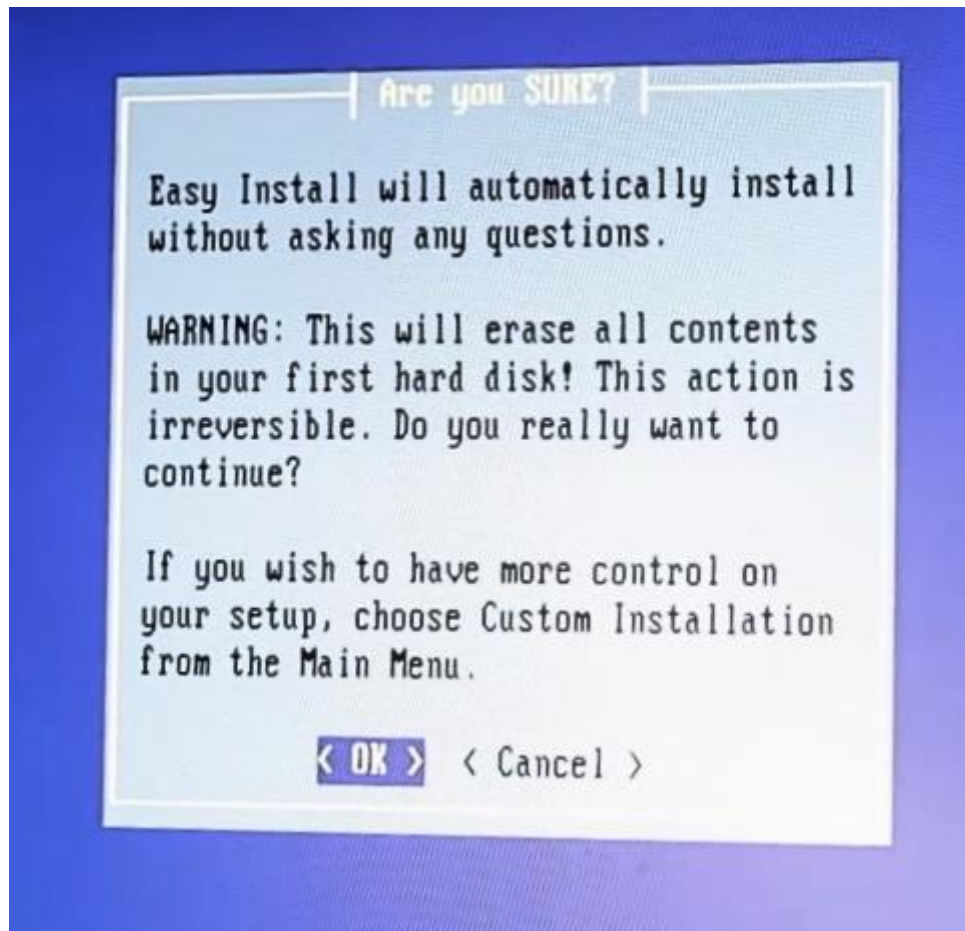 Are you SURE?
Easy Install will automatically install
without asking any questions.
WARNING: This will erase all contents
in your first hard disk! This action is
irreversible. Do you really want to
continue?
If you wish to have more control on
your setup, choose Custom Installation
from the Main Menu.
< OK > < Cancel >